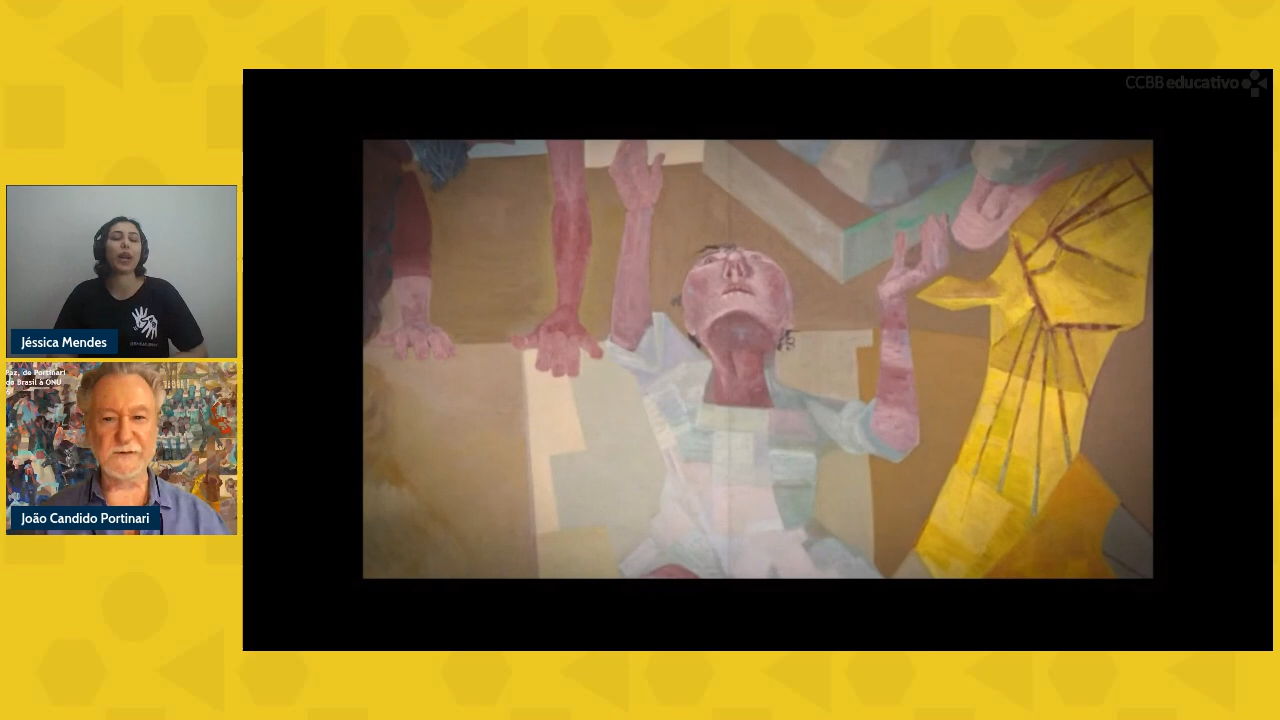 CCBB educativo
Jéssica Mendes
Paz, de Portinari
do Brasil à ONU
João Candido Portinari